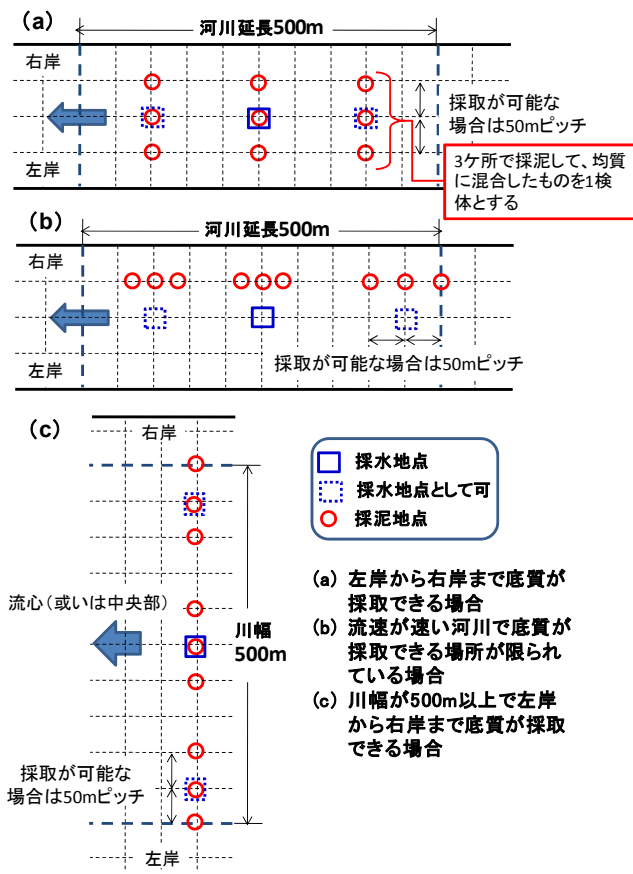 (a)
河川延長500m
右岸
左岸
採取が可能な
場合は50mピッチ
3ケ所で採泥して、均質
に混合したものを1検
体とする
(b)
河川延長500m
右岸
左岸
採取が可能な場合は50mピッチ
(c)
右岸
流心(或いは中央部)
川幅
500m
採取が可能な
場合は50mピッチ
左岸
採水地点
採水地点として可
採泥地点
(a) 左岸から右岸まで底質が
採取できる場合
(b) 流速が速い河川で底質が
採取できる場所が限られ
ている場合
(c) 川幅が500m以上で左岸
から右岸まで底質が採取
できる場合